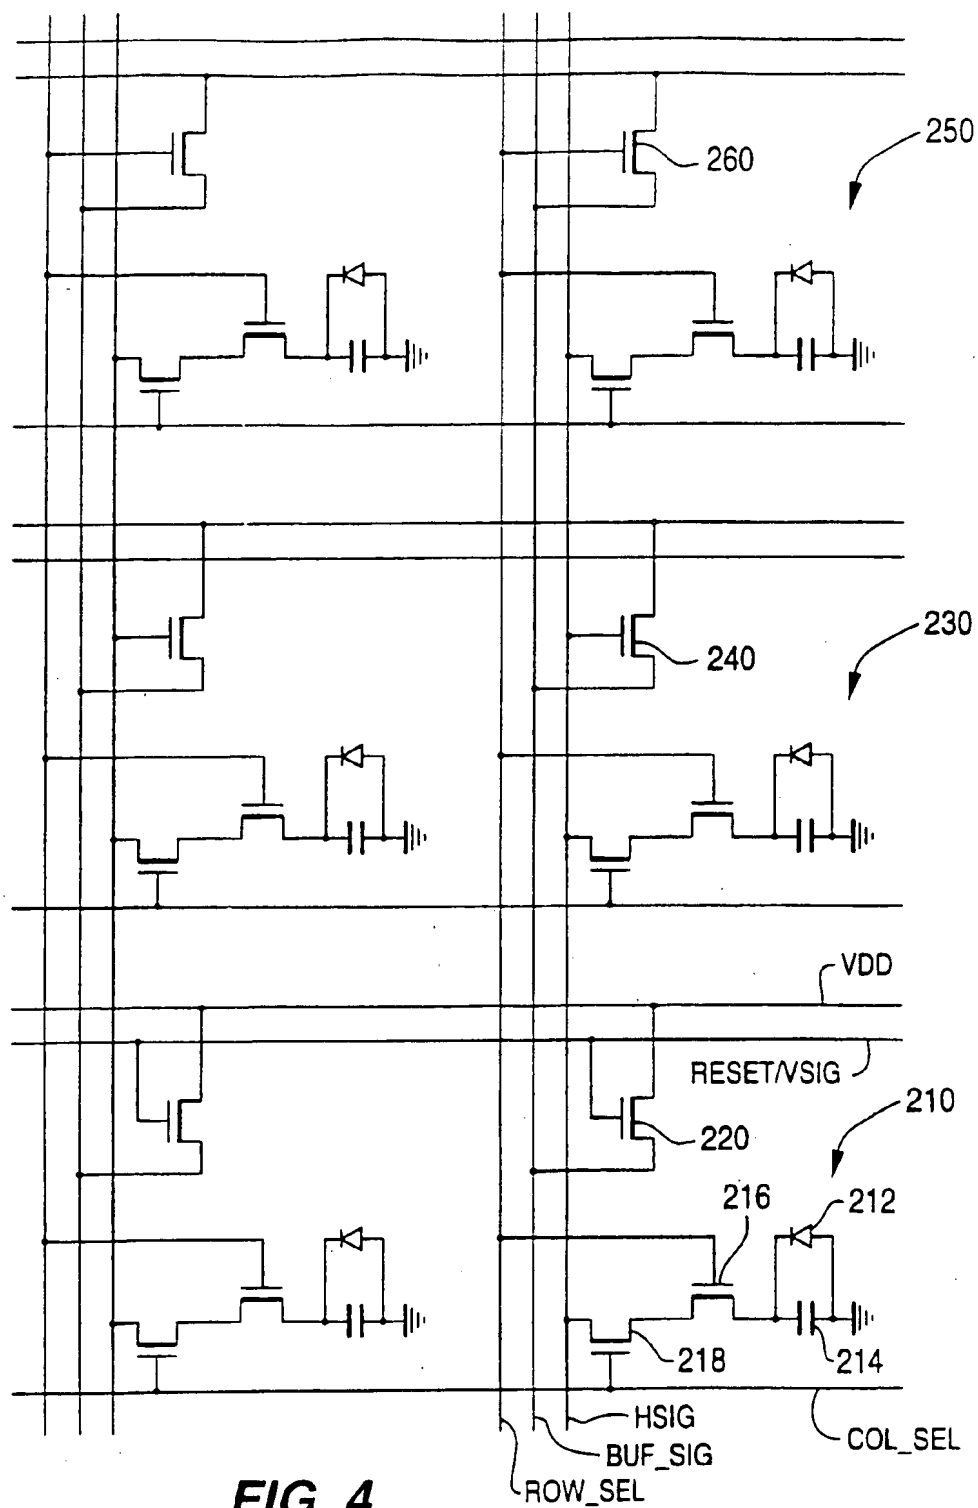 250
260
230
240
VDD
RESET/VSIG
210
220
216
212
218
214
HSIG
COL_SEL
BUF_SIG
ROW_SEL
FIG. 4